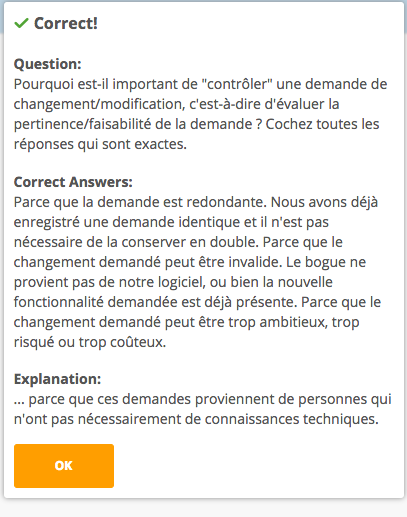 Correct!
Question:
Pourquoi est-il important de "contrôler" une demande de
changement/modification, c'est-à-dire d'évaluer la
pertinence/faisabilité de la demande ? Cochez toutes les
réponses qui sont exactes.
Correct Answers:
Parce que la demande est redondante. Nous avons déjà
enregistré une demande identique et il n'est pas
nécessaire de la conserver en double. Parce que le
changement demandé peut être invalide. Le bogue ne
provient pas de notre logiciel, ou bien la nouvelle
fonctionnalité demandée est déjà présente. Parce que le
changement demandé peut être trop ambitieux, trop
risqué ou trop coûteux.
Explanation:
... parce que ces demandes proviennent de personnes qui
n'ont pas nécessairement de connaissances techniques.
OK